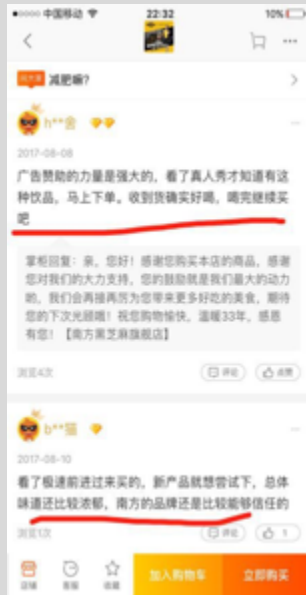 中国移动
22:32
10%
减肥嘛?
h**舍
2017-08-08
广告赞助的力量是强大的，看了真人秀才知道有这
种饮品，马上下单。收到货确实好喝，喝完继续买
吧
掌柜回复：亲，您好！感谢您购买本店的商品，感谢
您对我们的大力支持，您的鼓励就是我们最大的动力
的，我们会再接再厉为您带来更多好吃的美食，期待
您的下次光顾哦！祝您购物愉快，温暖33年，感恩
有您！【南方黑芝麻旗舰店】
浏览4次
评论
点赞
b**猫
2017-08-10
看了极速前进过来买的，新产品就想尝试下，总体
味道还比较浓郁，南方的品牌还是比较能够信任的
浏览1次
评论
1
店铺
客服
收藏
加入购物车
立即购买